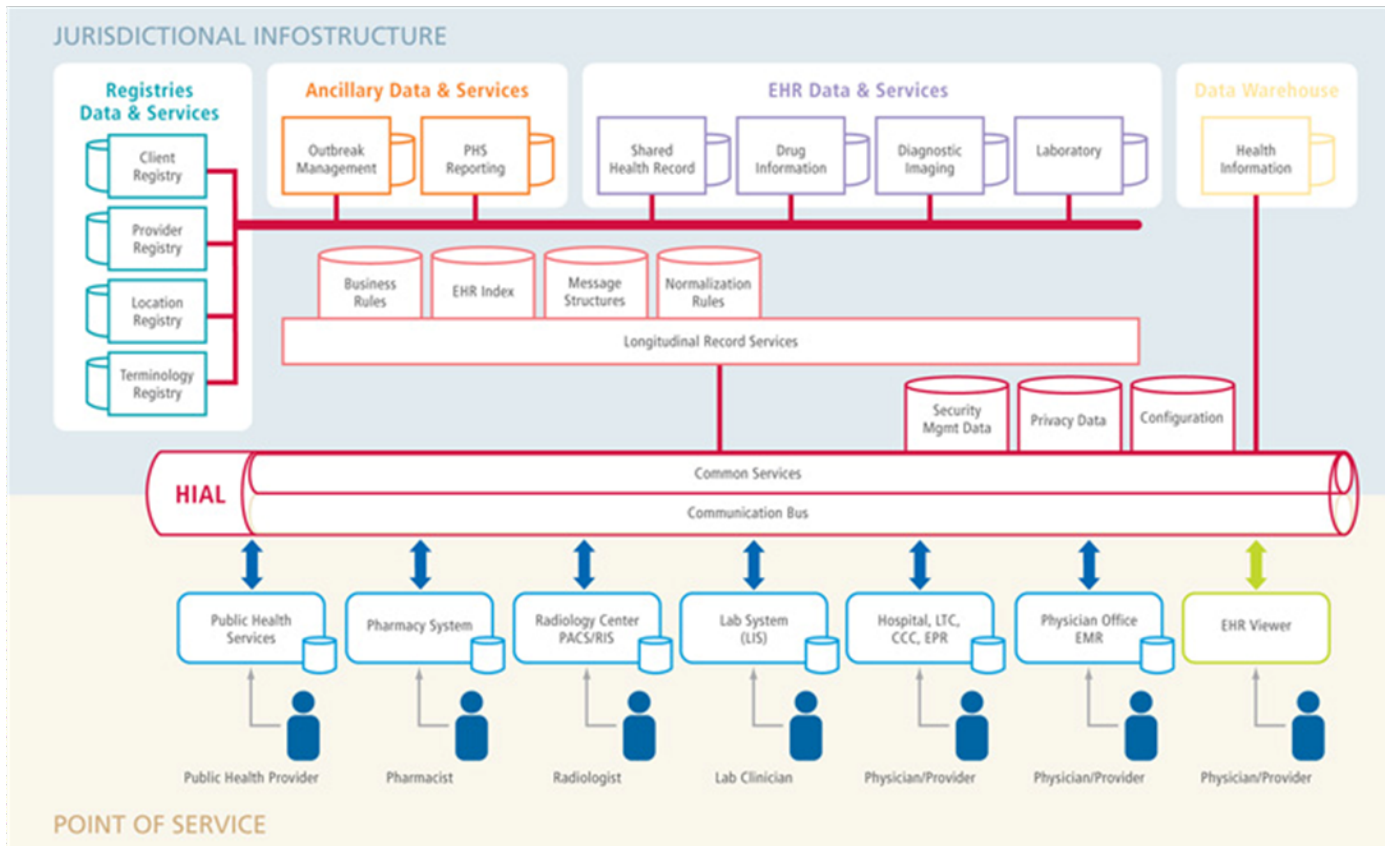 JURISDICTIONAL INFOSTRUCTURE
Registries
Data & Services
Client
Registry
Provider
Registry
Location
Registry
Terminology
Registry
Ancillary Data & Services
Outbreak
Management
PHS
Reporting
EHR Data & Services
Shared
Health Record
Drug
Information
Diagnostic
Imaging
Laboratory
Data Warehouse
Health
Information
Business
Rules
EHR Index
Message
Structures
Normalization
Rules
Longitudinal Record Services
Security
Mgmt Data
Privacy Data
Configuration
HIAL
Common Services
Communication Bus
Public Health
Services
Pharmacy System
Radiology Center
PACS/RIS
Lab System
(LIS)
Hospital, LTC,
CCC, EPR
Physician Office
EMR
EHR Viewer
Public Health Provider
Pharmacist
Radiologist
Lab Clinician
Physician/Provider
Physician/Provider
Physician/Provider
POINT OF SERVICE